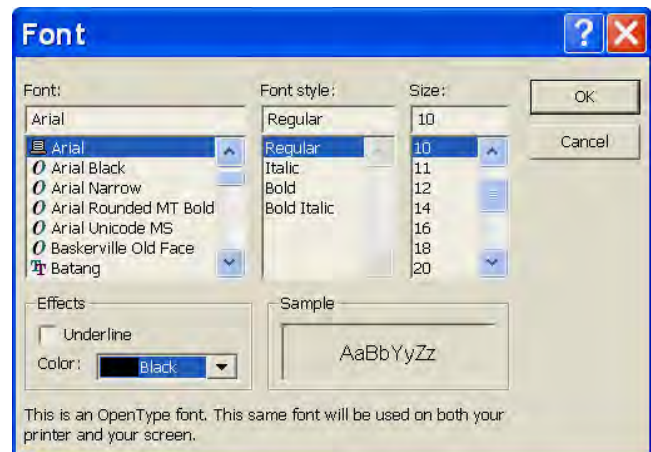 Font
Font:
Font style:
Size:
Arial
Regular
10
OK
Cancel
Arial
Arial Black
Arial Narrow
Arial Rounded MT Bold
Arial Unicode MS
Baskerville Old Face
Batang
Regular
Italic
Bold
Bold Italic
10
11
12
14
16
18
20
Effects
Underline
Color:
Black
Sample
AaBbYyZz
This is an OpenType font. This same font will be used on both your
printer and your screen.